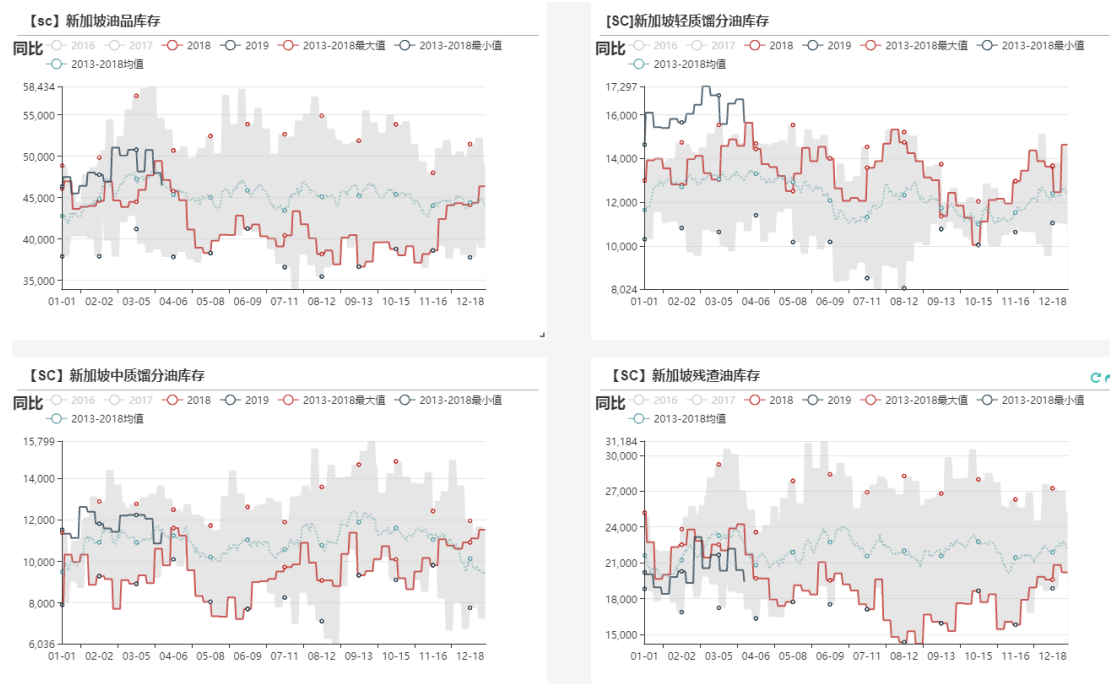 【SC】新加坡油品库存
同比
2016 2017 2018 2019 2013-2018最大值 2013-2018最小值
2013-2018均值
58,434
55,000
50,000
45,000
40,000
35,000
01-01 02-02 03-05 04-06 05-08 06-09 07-11 08-12 09-13 10-15 11-16 12-18
[SC]新加坡轻质馏分油库存
同比
2016 2017 2018 2019 2013-2018最大值 2013-2018最小值
2013-2018均值
17,297
16,000
14,000
12,000
10,000
8,024
01-01 02-02 03-05 04-06 05-08 06-09 07-11 08-12 09-13 10-15 11-16 12-18
【SC】新加坡中质馏分油库存
同比
2016 2017 2018 2019 2013-2018最大值 2013-2018最小值
2013-2018均值
15,799
14,000
12,000
10,000
8,000
6,036
01-01 02-02 03-05 04-06 05-08 06-09 07-11 08-12 09-13 10-15 11-16 12-18
【SC】新加坡残渣油库存
同比
2016 2017 2018 2019 2013-2018最大值 2013-2018最小值
2013-2018均值
31,184
30,000
27,000
24,000
21,000
18,000
15,000
01-01 02-02 03-05 04-06 05-08 06-09 07-11 08-12 09-13 10-15 11-16 12-18